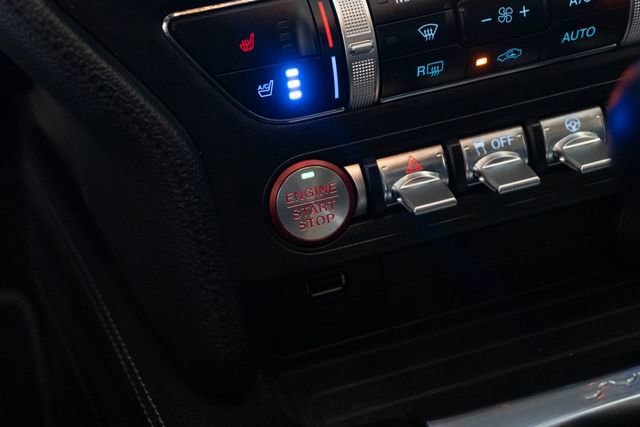 A/C
R
AUTO
OFF
ENGINE
START
STOP